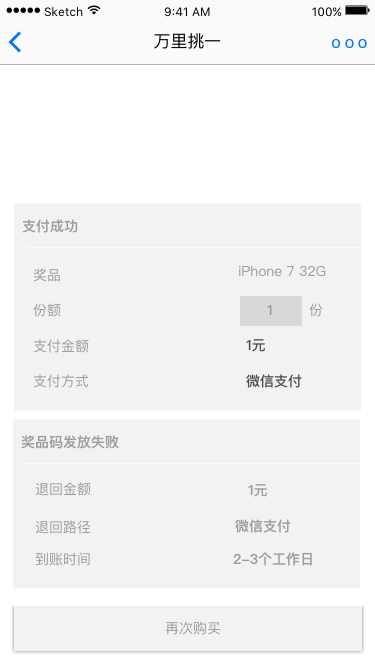 Sketch 9:41 AM 100%
万里挑一
支付成功
奖品 iPhone 7 32G
份额 1 份
支付金额 1元
支付方式 微信支付
奖品码发放失败
退回金额 1元
退回路径 微信支付
到账时间 2-3个工作日
再次购买